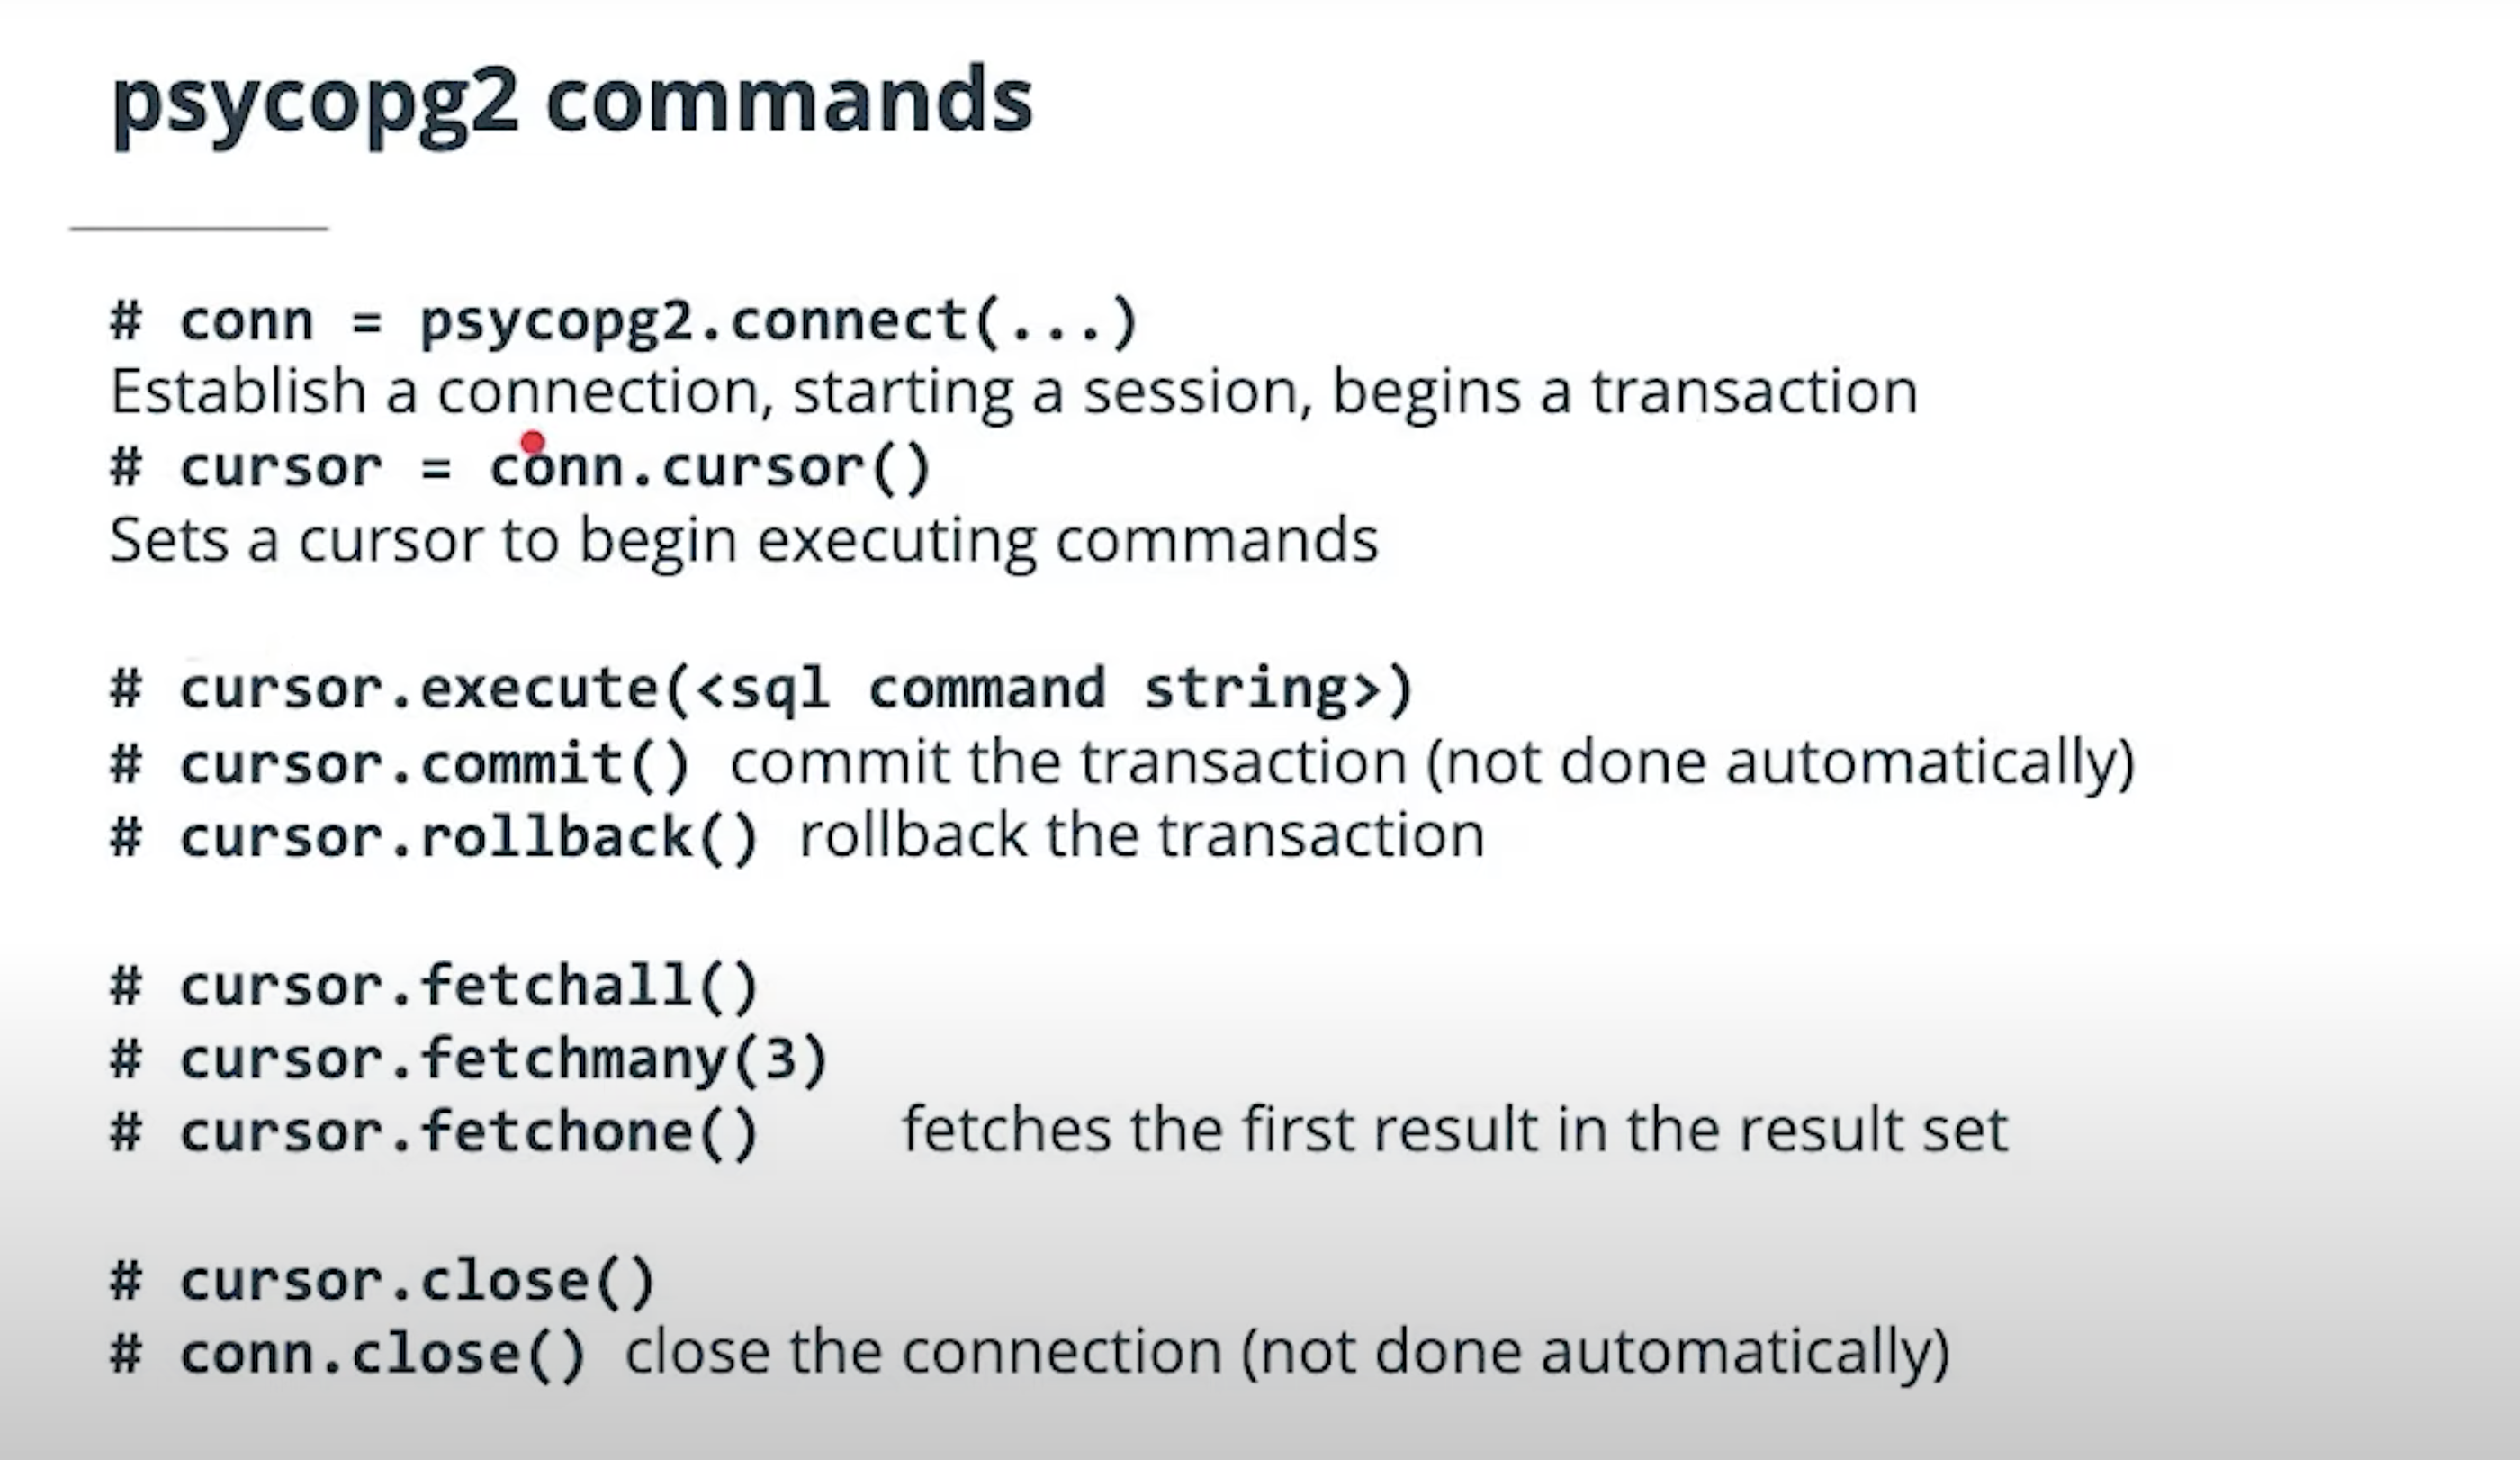 psycopg2 commands
# conn = psycopg2.connect(...)
Establish a connection, starting a session, begins a transaction
# cursor = conn.cursor()
Sets a cursor to begin executing commands
# cursor.execute(<sql command string>)
# cursor.commit() commit the transaction (not done automatically)
# cursor.rollback() rollback the transaction
# cursor.fetchall()
# cursor.fetchmany(3)
# cursor.fetchone() fetches the first result in the result set
# cursor.close()
# conn.close() close the connection (not done automatically)